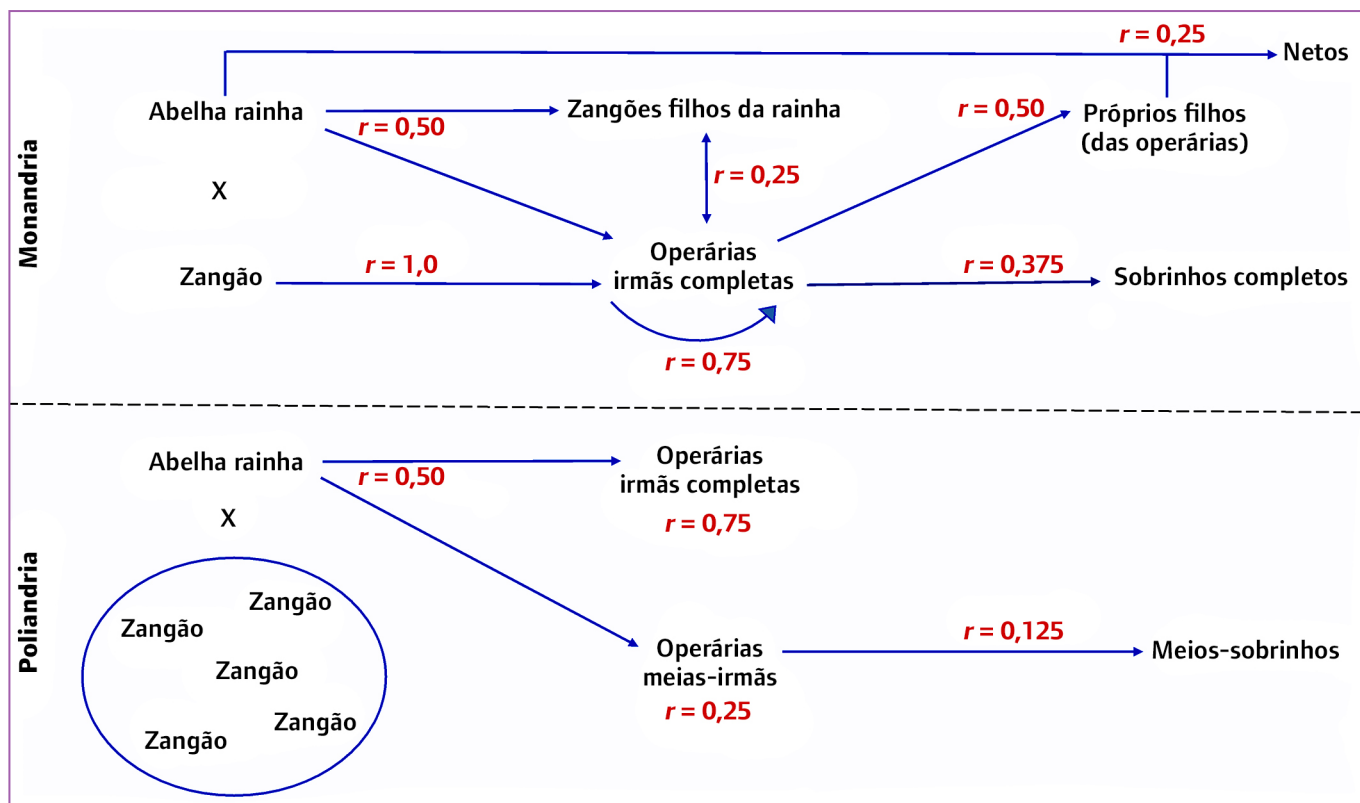 Monandria
r = 0,25
Netos
Abelha rainha
r = 0,50
Zangões filhos da rainha
r = 0,50
Próprios filhos
(das operárias)
X
r = 0,25
Zangão
r = 1,0
Operárias
irmãs completas
r = 0,375
Sobrinhos completos
r = 0,75
Poliandria
Abelha rainha
r = 0,50
Operárias
irmãs completas
r = 0,75
X
Zangão
Zangão
Zangão
Zangão
Zangão
Operárias
meias-irmãs
r = 0,25
r = 0,125
Meios-sobrinhos